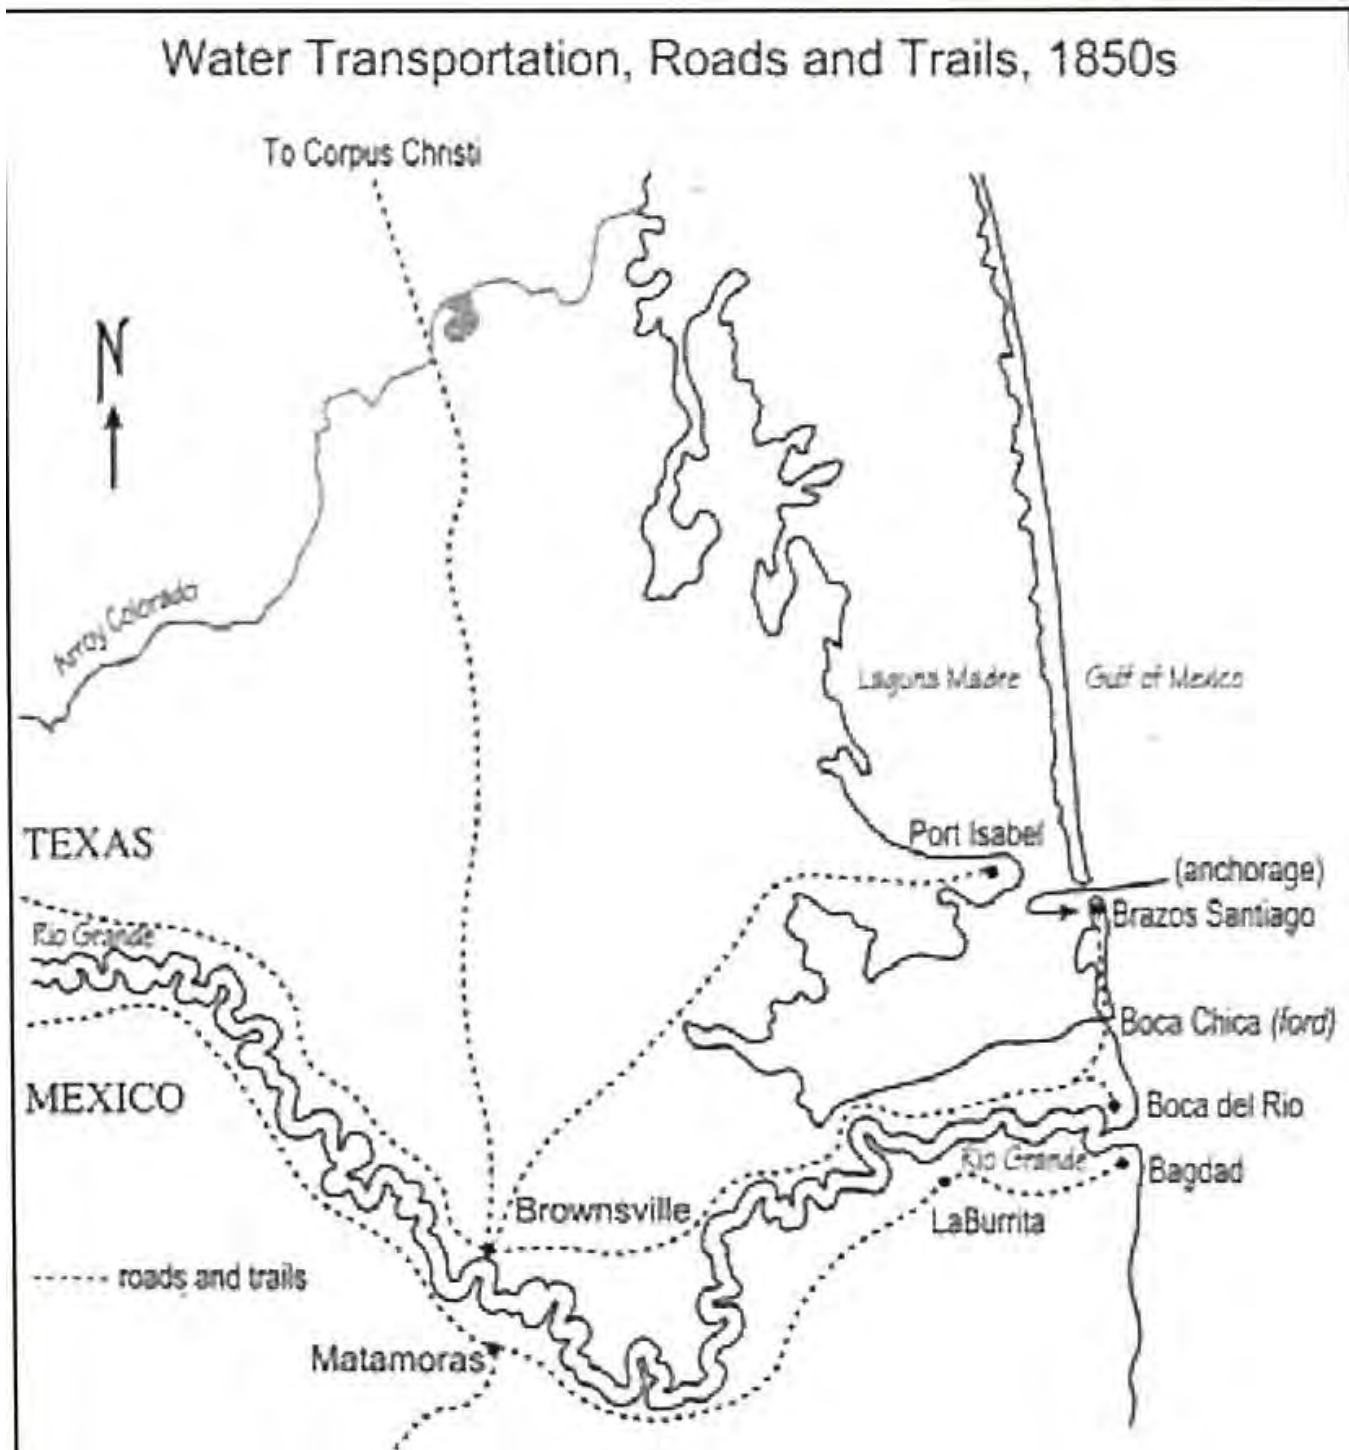 Water Transportation, Roads and Trails, 1850s
To Corpus Christi
N
Arroy Colorado
Laguna Madre
Gulf of Mexico
TEXAS
Port Isabel
(anchorage)
Rio Grande
Brazos Santiago
Boca Chica (ford)
MEXICO
Boca del Rio
Rio Grande
Bagdad
Brownsville
LaBurrita
roads and trails
Matamoras